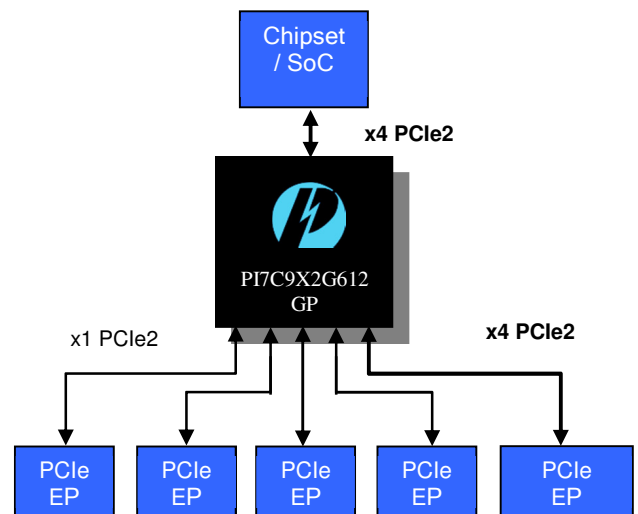 Chipset
/ SoC
x4 PCIe2
PI7C9X2G612
GP
x1 PCIe2
x4 PCIe2
PCIe
EP
PCIe
EP
PCIe
EP
PCIe
EP
PCIe
EP